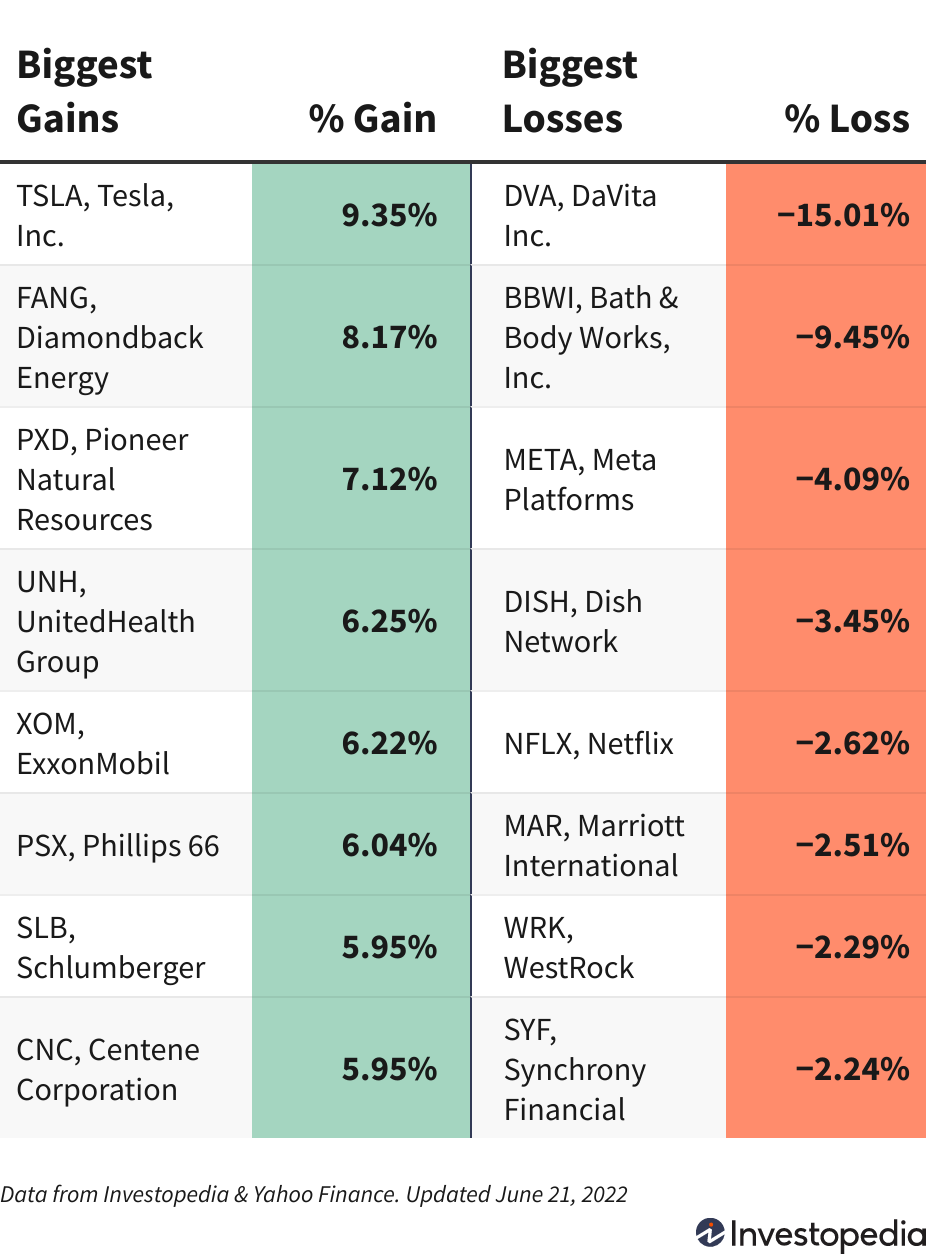 Biggest
Gains
% Gain
Biggest
Losses
% Loss
TSLA, Tesla,
Inc.
9.35%
DVA, DaVita
Inc.
−15.01%
FANG,
Diamondback
Energy
8.17%
BBWI, Bath &
Body Works,
Inc.
−9.45%
PXD, Pioneer
Natural
Resources
7.12%
META, Meta
Platforms
−4.09%
UNH,
UnitedHealth
Group
6.25%
DISH, Dish
Network
−3.45%
XOM,
ExxonMobil
6.22%
NFLX, Netflix
−2.62%
PSX, Phillips 66
6.04%
MAR, Marriott
International
−2.51%
SLB,
Schlumberger
5.95%
WRK,
WestRock
−2.29%
CNC, Centene
Corporation
5.95%
SYF,
Synchrony
Financial
−2.24%
Data from Investopedia & Yahoo Finance. Updated June 21, 2022
Investopedia